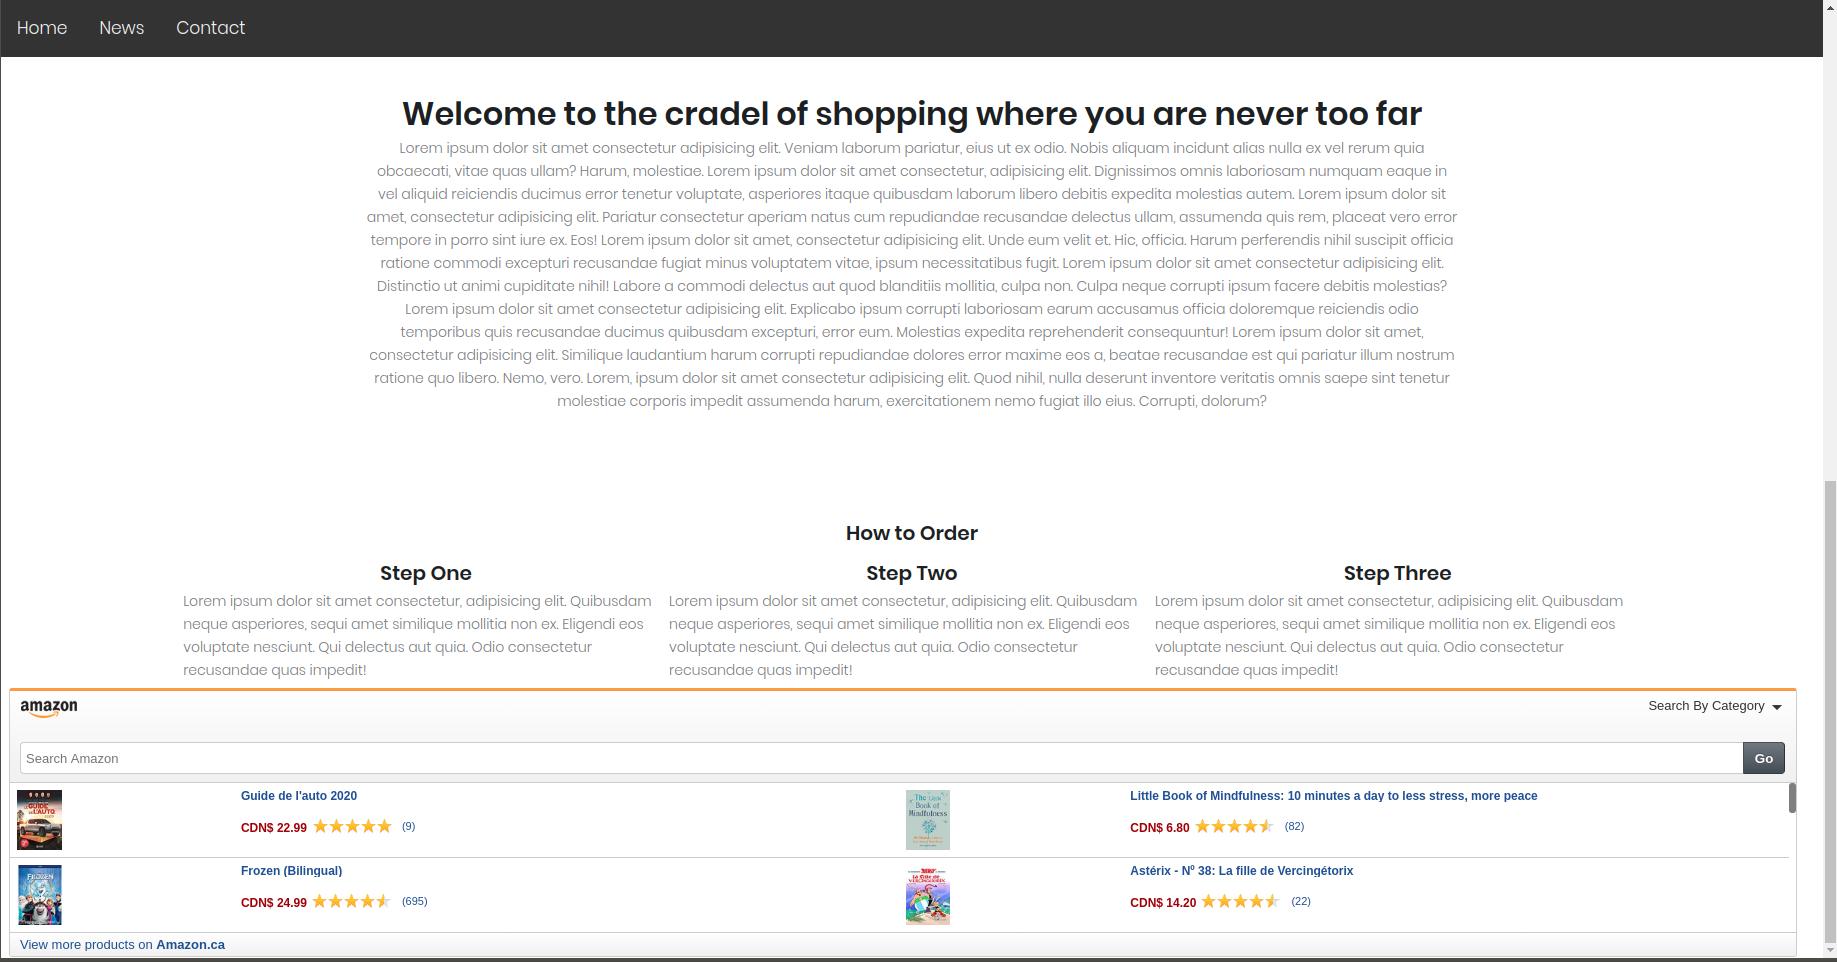 Home News Contact
Welcome to the cradel of shopping where you are never too far
Lorem ipsum dolor sit amet consectetur adipisicing elit. Veniam laborum pariatur, eius ut ex odio. Nobis aliquam incidunt alias nulla ex vel rerum quia
obcaecati, vitae quas ullam? Harum, molestiae. Lorem ipsum dolor sit amet consectetur, adipisicing elit. Dignissimos omnis laboriosam numquam eaque in
vel aliquid reiciendis ducimus error tenetur voluptate, asperiores itaque quibusdam laborum libero debitis expedita molestias autem. Lorem ipsum dolor sit
amet, consectetur adipisicing elit. Pariatur consectetur aperiam natus cum repudiandae recusandae delectus ullam, assumenda quis rem, placeat vero error
tempore in porro sint iure ex. Eos! Lorem ipsum dolor sit amet, consectetur adipisicing elit. Unde eum velit et. Hic, officia. Harum perferendis nihil suscipit officia
ratione commodi excepturi recusandae fugiat minus voluptatem vitae, ipsum necessitatibus fugit. Lorem ipsum dolor sit amet consectetur adipisicing elit.
Distinctio ut animi cupiditate nihil! Labore a commodi delectus aut quod blanditiis mollitia, culpa non. Culpa neque corrupti ipsum facere debitis molestias?
Lorem ipsum dolor sit amet consectetur adipisicing elit. Explicabo ipsum corrupti laboriosam earum accusamus officia doloremque reiciendis odio
temporibus quis recusandae ducimus quibusdam excepturi, error eum. Molestias expedita reprehenderit consequuntur! Lorem ipsum dolor sit amet,
consectetur adipisicing elit. Similique laudantium harum corrupti repudiandae dolores error maxime eos a, beatae recusandae est qui pariatur illum nostrum
ratione quo libero. Nemo, vero. Lorem, ipsum dolor sit amet consectetur adipisicing elit. Quod nihil, nulla deserunt inventore veritatis omnis saepe sint tenetur
molestiae corporis impedit assumenda harum, exercitationem nemo fugiat illo eius. Corrupti, dolorum?
How to Order
Step One
Lorem ipsum dolor sit amet consectetur, adipisicing elit. Quibusdam
neque asperiores, sequi amet similique mollitia non ex. Eligendi eos
voluptate nesciunt. Qui delectus aut quia. Odio consectetur
recusandae quas impedit!
Step Two
Lorem ipsum dolor sit amet consectetur, adipisicing elit. Quibusdam
neque asperiores, sequi amet similique mollitia non ex. Eligendi eos
voluptate nesciunt. Qui delectus aut quia. Odio consectetur
recusandae quas impedit!
Step Three
Lorem ipsum dolor sit amet consectetur, adipisicing elit. Quibusdam
neque asperiores, sequi amet similique mollitia non ex. Eligendi eos
voluptate nesciunt. Qui delectus aut quia. Odio consectetur
recusandae quas impedit!
amazon
Search By Category
Search Amazon
Go
GUIDE
DE L'AUTO
Guide de l'auto 2020
CDN$ 22.99 (9)
The Little
Book of
Mindfulness
Little Book of Mindfulness: 10 minutes a day to less stress, more peace
CDN$ 6.80 (82)
FROZEN
Frozen (Bilingual)
CDN$ 24.99 (695)
Astérix - Nº 38: La fille de Vercingétorix
CDN$ 14.20 (22)
View more products on Amazon.ca